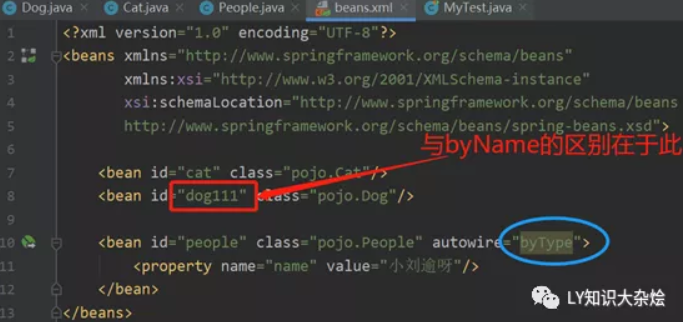 Dog.java Cat.java People.java beans.xml MyTest.java
1 <?xml version="1.0" encoding="UTF-8"?>
2 <beans xmlns="http://www.springframework.org/schema/beans"
3 xmlns:xsi="http://www.w3.org/2001/XMLSchema-instance"
4 xsi:schemaLocation="http://www.springframework.org/schema/beans
5 http://www.springframework.org/schema/beans/spring-beans.xsd">
6
与byName的区别在于此
7 <bean id="cat" class="pojo.Cat"/>
8 <bean id="dog111" class="pojo.Dog"/>
9
10 <bean id="people" class="pojo.People" autowire="byType">
11 <property name="name" value="小刘逾呀"/>
12 </bean>
13 </beans>
LY知识大杂烩